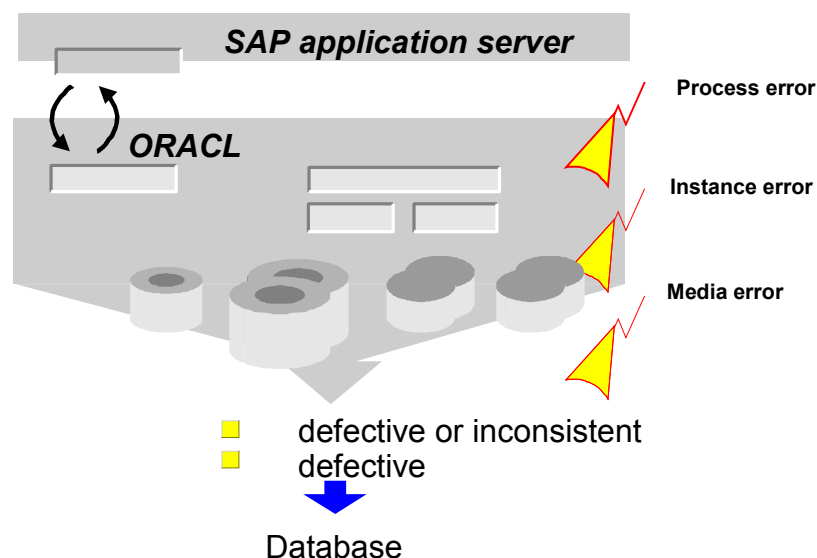 SAP application server
Process error
ORACL
Instance error
Media error
defective or inconsistent
defective
Database